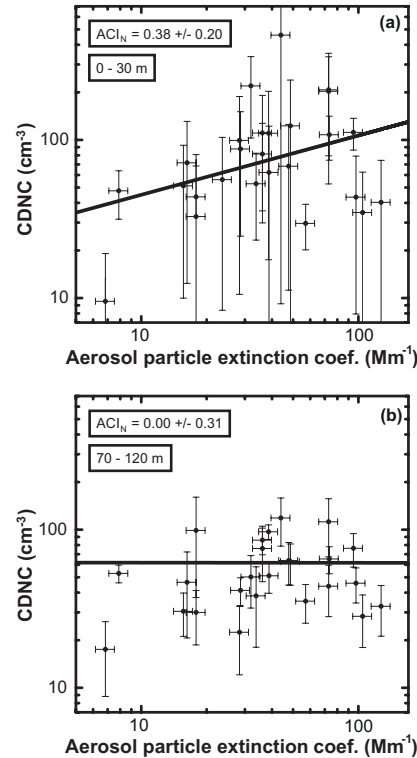 (a)
ACI_N = 0.38 +/- 0.20
0 - 30 m
CDNC (cm⁻³)
100
10
10
100
Aerosol particle extinction coef. (Mm⁻¹)
(b)
ACI_N = 0.00 +/- 0.31
70 - 120 m
CDNC (cm⁻³)
100
10
10
100
Aerosol particle extinction coef. (Mm⁻¹)